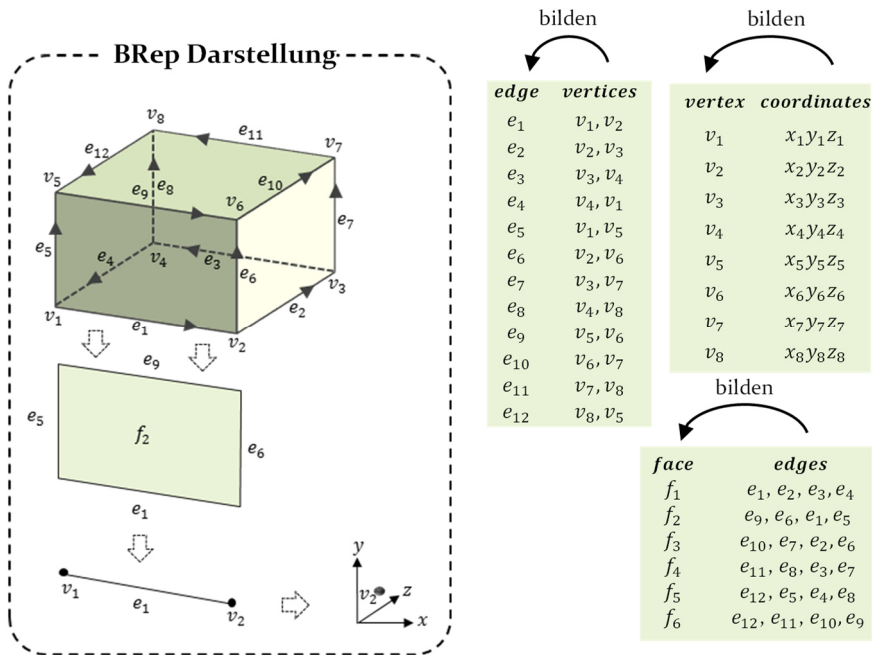 BRep Darstellung
v₈
e₁₁
v₇
e₁₂
v₅
e₉
e₈
e₁₀
v₆
e₇
e₅
e₄
v₄
e₃
e₆
v₃
v₁
e₁
e₂
v₂
e₉
e₅
f₂
e₆
e₁
v₁
e₁
v₂
y
v₂
z
x
bilden
edge vertices
e₁ v₁, v₂
e₂ v₂, v₃
e₃ v₃, v₄
e₄ v₄, v₁
e₅ v₁, v₅
e₆ v₂, v₆
e₇ v₃, v₇
e₈ v₄, v₈
e₉ v₅, v₆
e₁₀ v₆, v₇
e₁₁ v₇, v₈
e₁₂ v₈, v₅
bilden
vertex coordinates
v₁ x₁y₁z₁
v₂ x₂y₂z₂
v₃ x₃y₃z₃
v₄ x₄y₄z₄
v₅ x₅y₅z₅
v₆ x₆y₆z₆
v₇ x₇y₇z₇
v₈ x₈y₈z₈
bilden
face edges
f₁ e₁, e₂, e₃, e₄
f₂ e₉, e₆, e₁, e₅
f₃ e₁₀, e₇, e₂, e₆
f₄ e₁₁, e₈, e₃, e₇
f₅ e₁₂, e₅, e₄, e₈
f₆ e₁₂, e₁₁, e₁₀, e₉